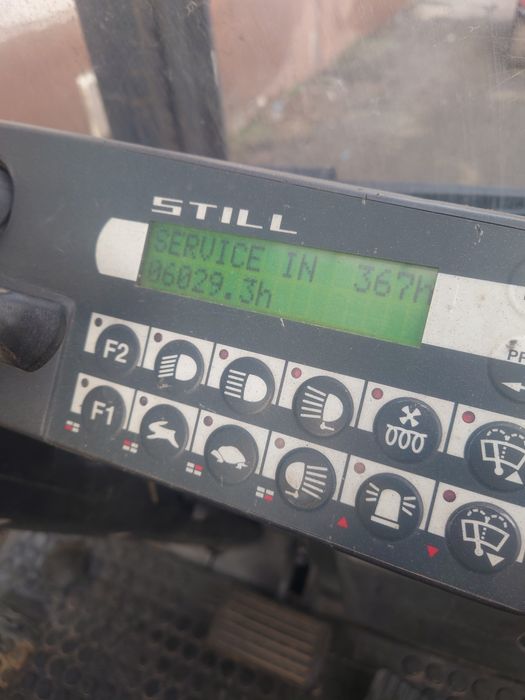 STILL
SERVICE IN 367h
06029.3h
F2
F1